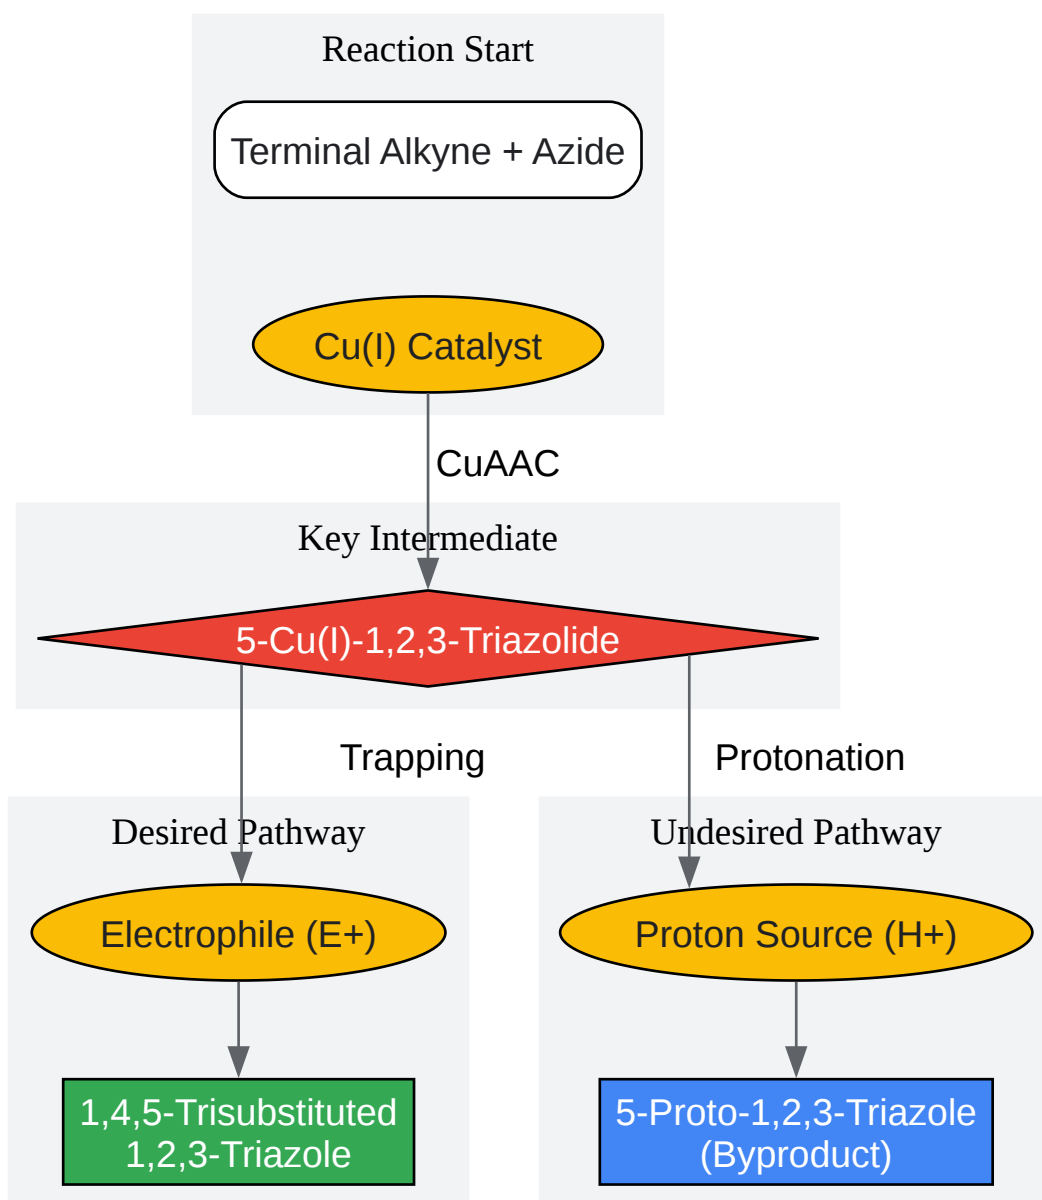 Reaction Start
Terminal Alkyne + Azide
Cu(I) Catalyst
CuAAC
Key Intermediate
5-Cu(I)-1,2,3-Triazolide
Trapping
Protonation
Desired Pathway
Undesired Pathway
Electrophile (E+)
Proton Source (H+)
1,4,5-Trisubstituted
1,2,3-Triazole
5-Proto-1,2,3-Triazole
(Byproduct)